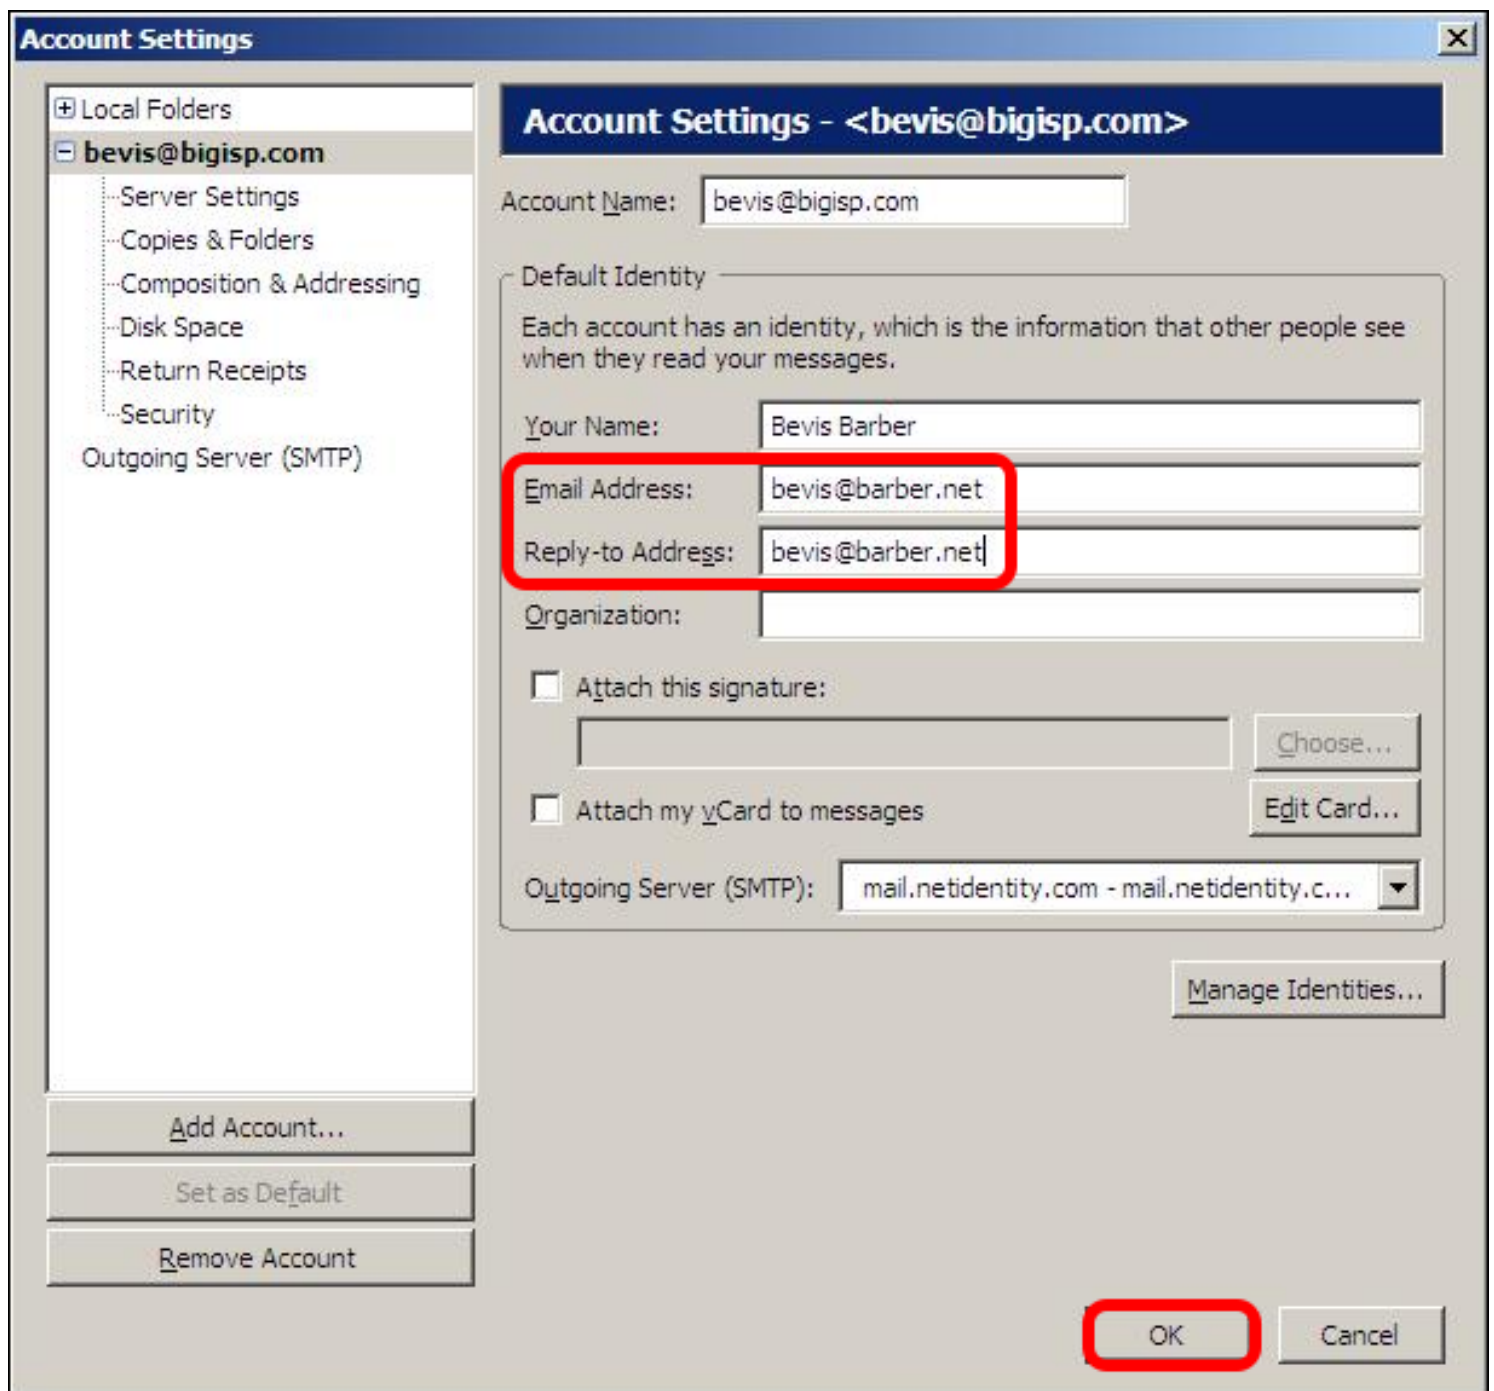 Account Settings
Local Folders
bevis@bigisp.com
Server Settings
Copies & Folders
Composition & Addressing
Disk Space
Return Receipts
Security
Outgoing Server (SMTP)
Add Account...
Set as Default
Remove Account
Account Settings - <bevis@bigisp.com>
Account Name: bevis@bigisp.com
Default Identity
Each account has an identity, which is the information that other people see
when they read your messages.
Your Name: Bevis Barber
Email Address: bevis@barber.net
Reply-to Address: bevis@barber.net
Organization:
Attach this signature:
Choose...
Attach my vCard to messages
Edit Card...
Outgoing Server (SMTP): mail.netidentity.com - mail.netidentity.c...
Manage Identities...
OK
Cancel